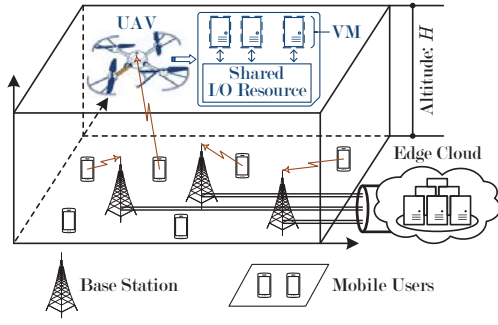 UAV
VM
Shared
I/O Resource
Altitude: H
Edge Cloud
Base Station
Mobile Users